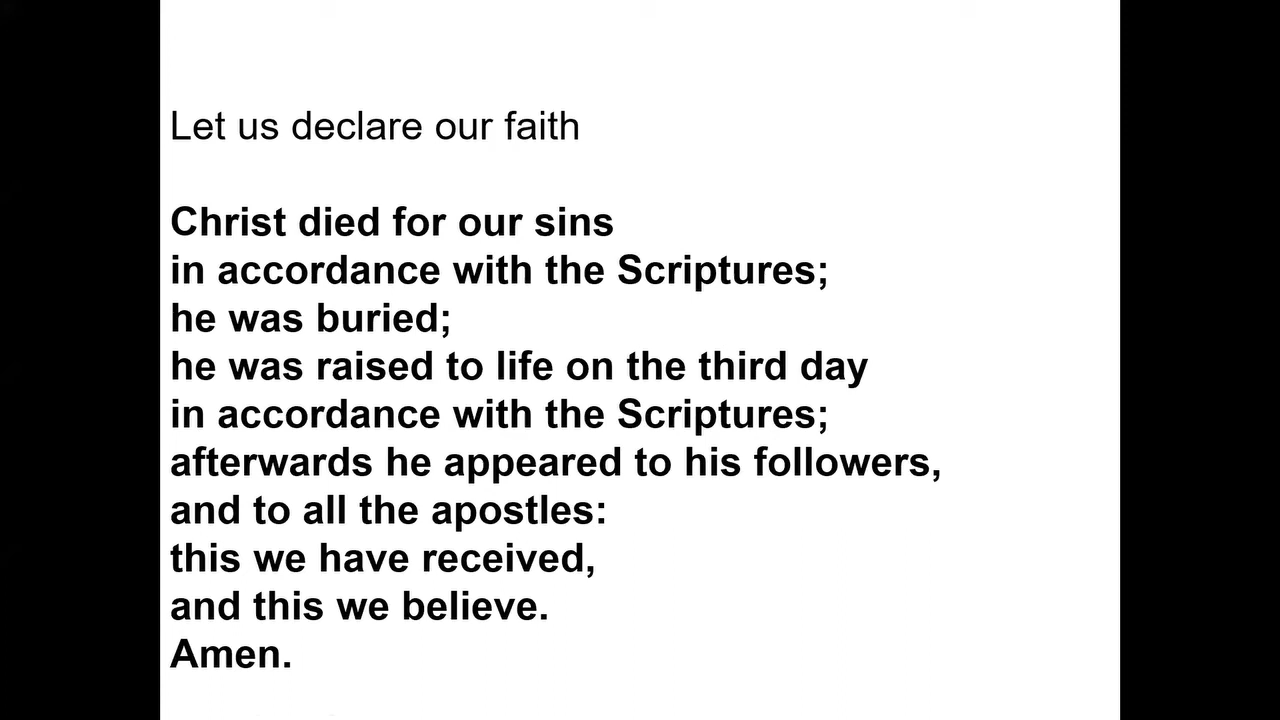 Let us declare our faith
Christ died for our sins
in accordance with the Scriptures;
he was buried;
he was raised to life on the third day
in accordance with the Scriptures;
afterwards he appeared to his followers,
and to all the apostles:
this we have received,
and this we believe.
Amen.